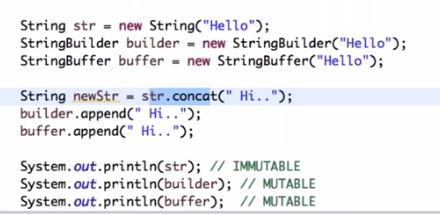 String str = new String("Hello");
StringBuilder builder = new StringBuilder("Hello");
StringBuffer buffer = new StringBuffer("Hello");
String newStr = str.concat(" Hi..");
builder.append(" Hi..");
buffer.append(" Hi..");
System.out.println(str); // IMMUTABLE
System.out.println(builder); // MUTABLE
System.out.println(buffer);  // MUTABLE